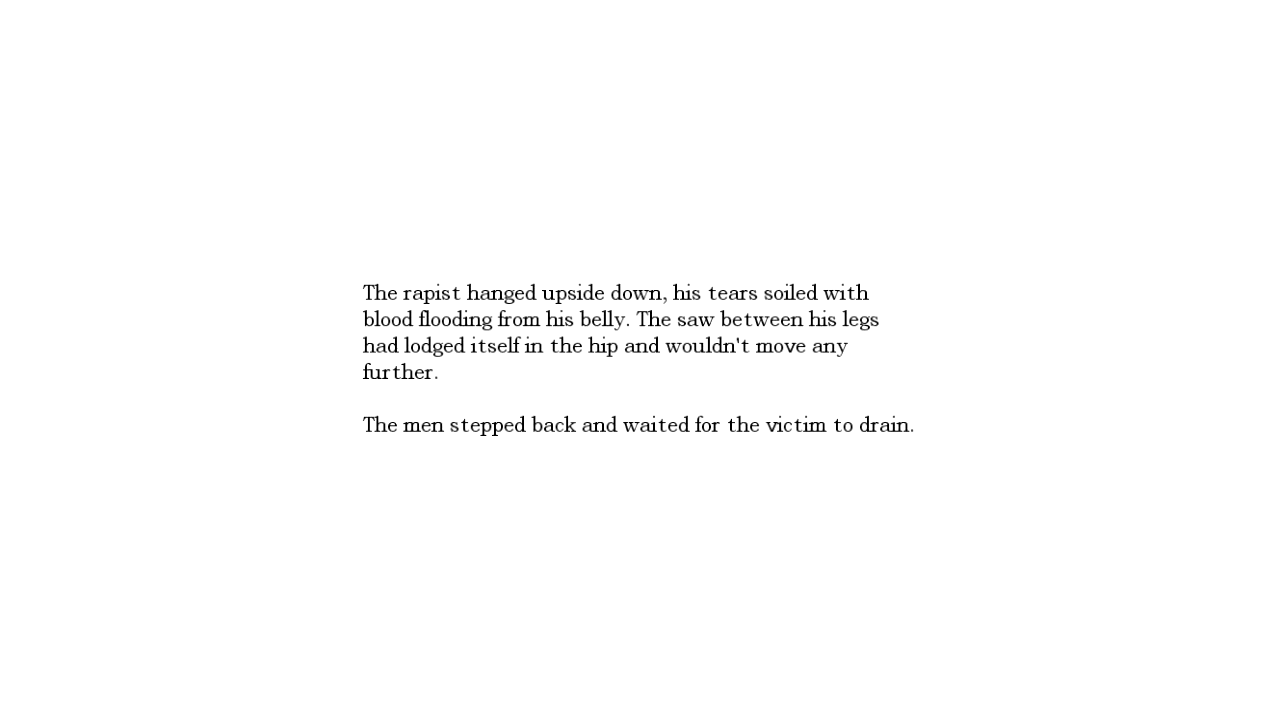 The rapist hanged upside down, his tears soiled with
blood flooding from his belly. The saw between his legs
had lodged itself in the hip and wouldn't move any
further.
The men stepped back and waited for the victim to drain.